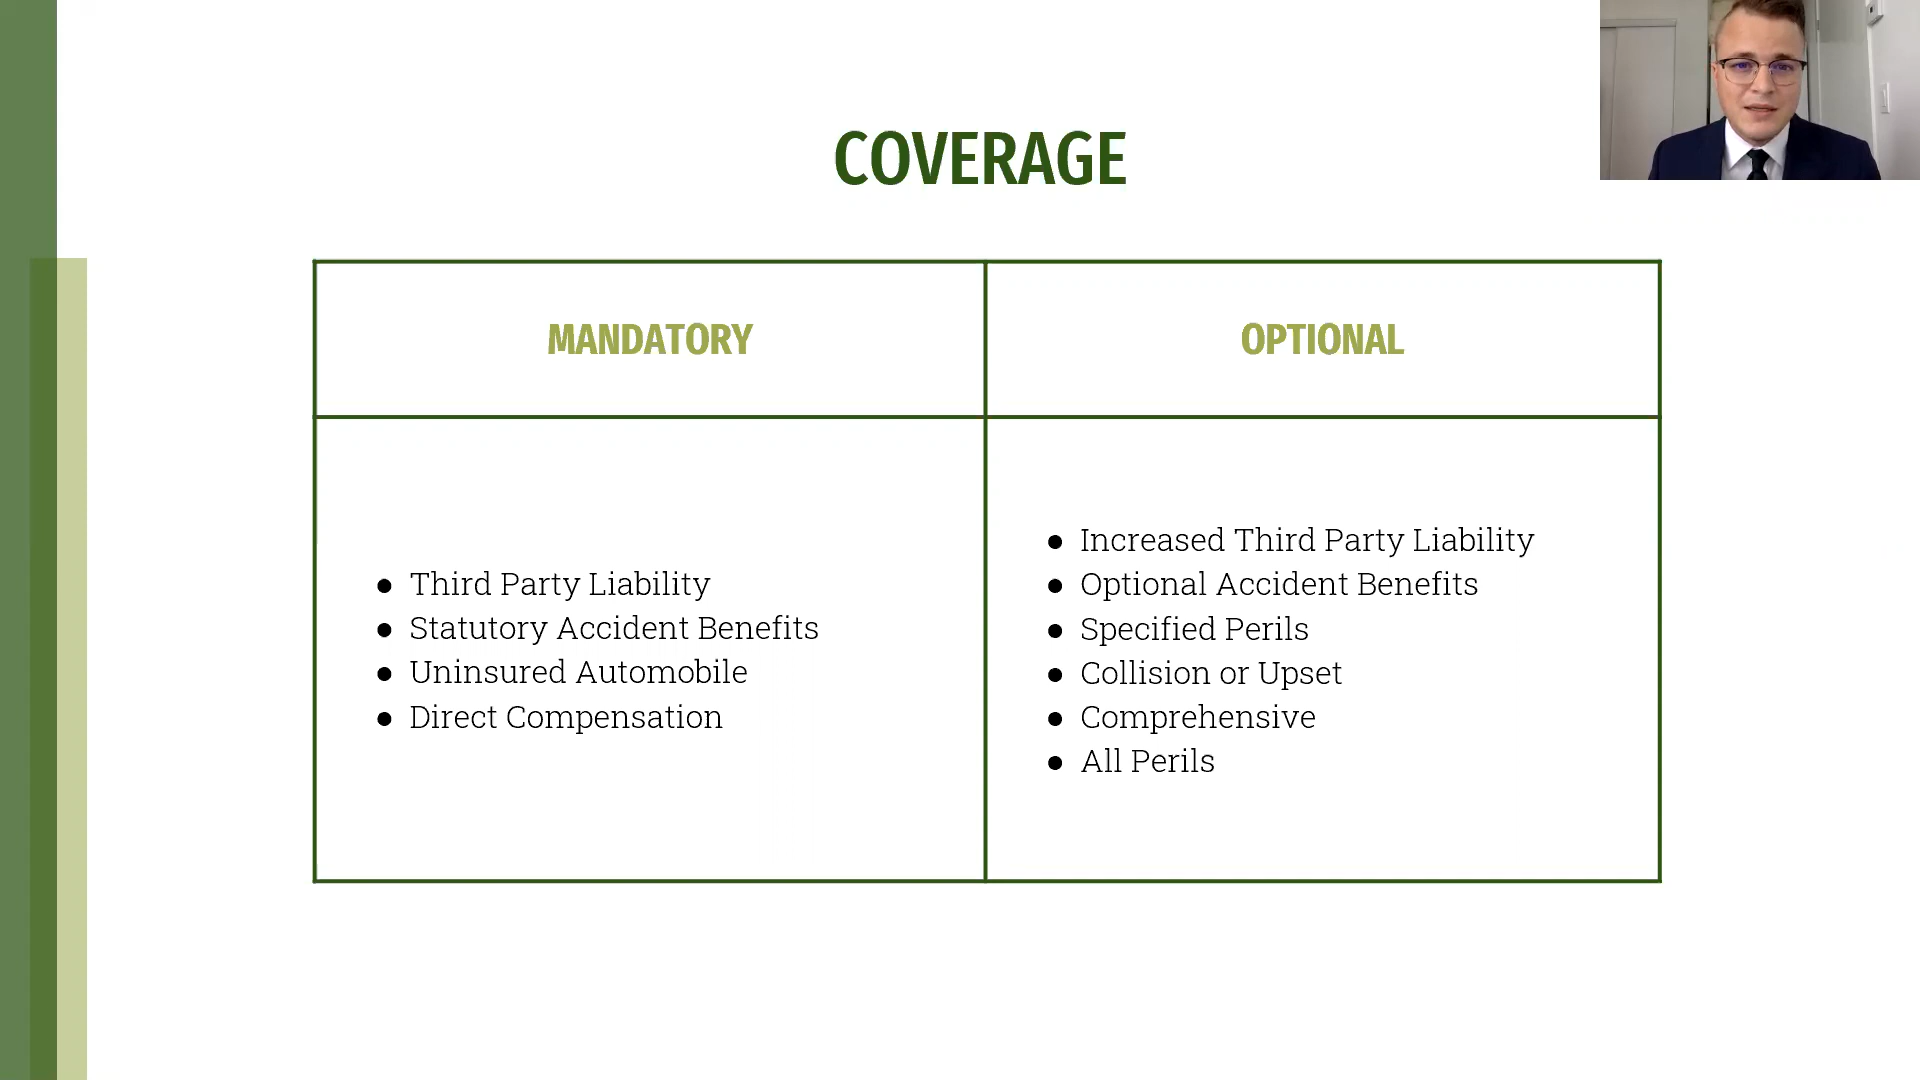 COVERAGE
MANDATORY
OPTIONAL
● Third Party Liability
● Statutory Accident Benefits
● Uninsured Automobile
● Direct Compensation
● Increased Third Party Liability
● Optional Accident Benefits
● Specified Perils
● Collision or Upset
● Comprehensive
● All Perils